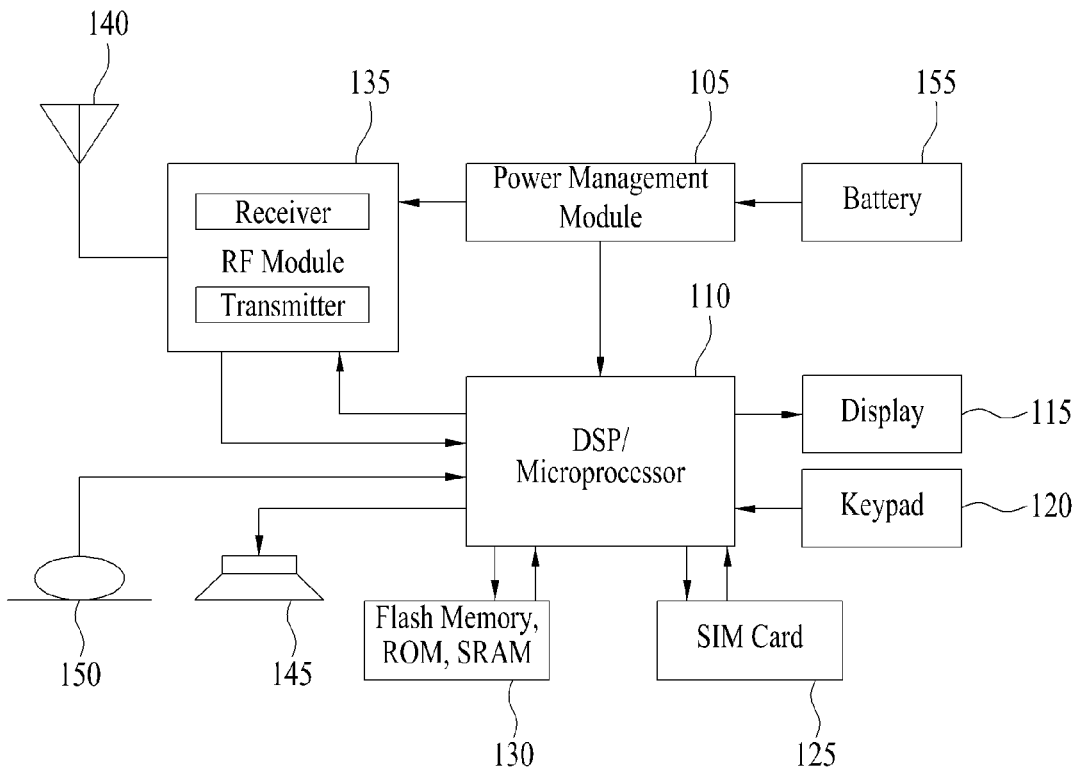 140
135
105
155
Power Management
Module
Battery
Receiver
RF Module
Transmitter
110
DSP/
Microprocessor
Display
115
Keypad
120
Flash Memory,
ROM, SRAM
SIM Card
150
145
130
125